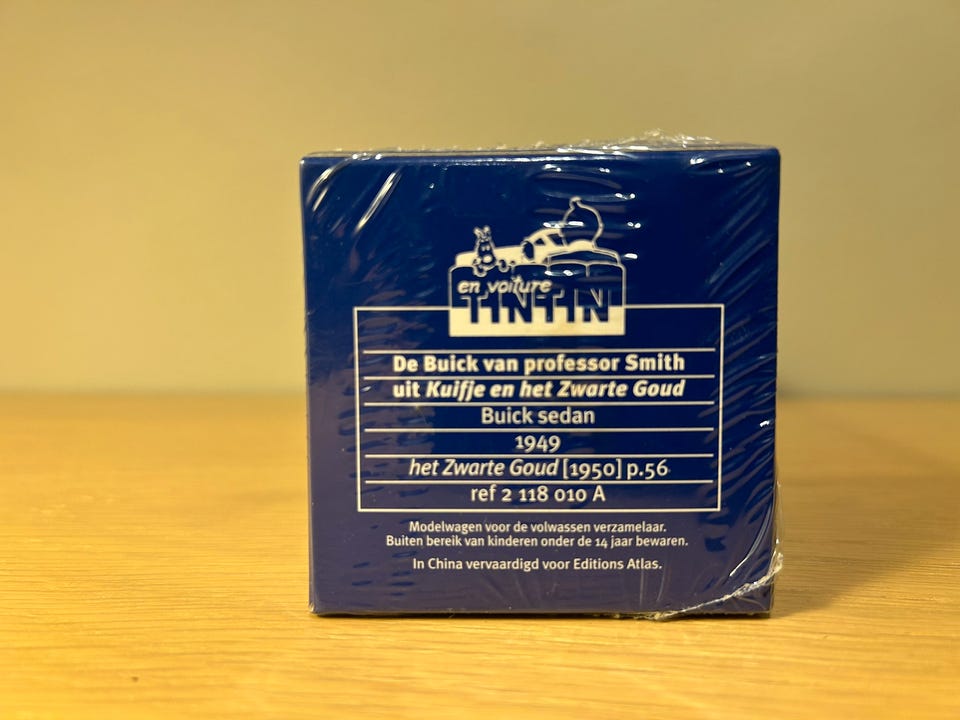 en voiture
TINTIN
De Buick van professor Smith
uit Kuifje en het Zwarte Goud
Buick sedan
1949
het Zwarte Goud [1950] p.56
ref 2 118 010 A
Modelwagen voor de volwassen verzamelaar.
Buiten bereik van kinderen onder de 14 jaar bewaren.
In China vervaardigd voor Editions Atlas.